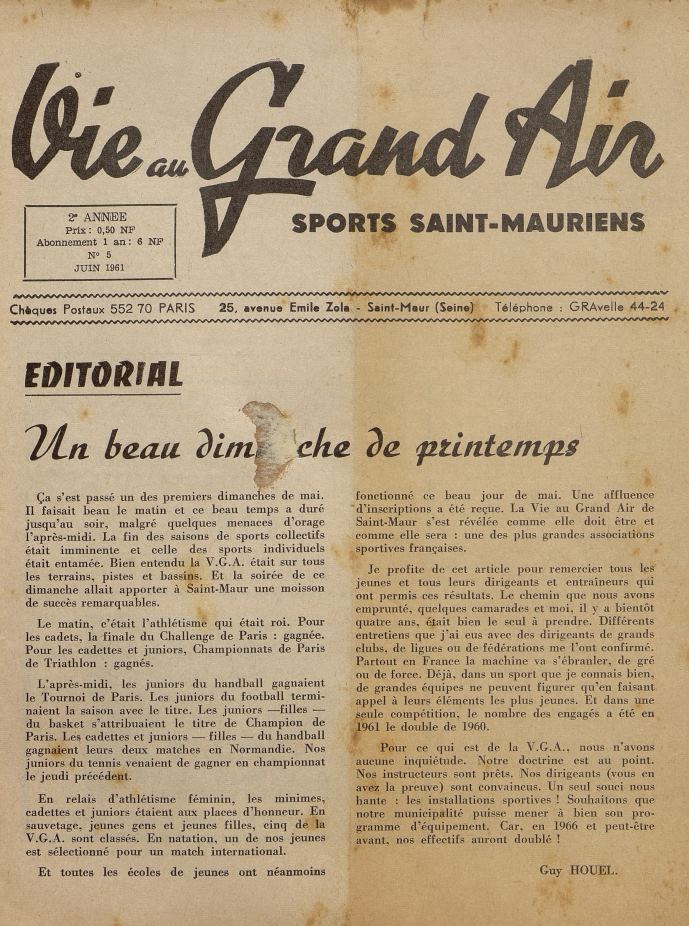 Vie au Grand Air
SPORTS SAINT-MAURIENS
2e ANNEE
Prix : 0,50 NF
Abonnement 1 an : 6 NF
N° 5
JUIN 1961
Chèques Postaux 552 70 PARIS 25, avenue Emile Zola - Saint-Maur (Seine) Téléphone : GRAvelle 44-24
EDITORIAL
Un beau dim che de printemps
Ça s'est passé un des premiers dimanches de mai.
Il faisait beau le matin et ce beau temps a duré
jusqu'au soir, malgré quelques menaces d'orage
l'après-midi. La fin des saisons de sports collectifs
était imminente et celle des sports individuels
était entamée. Bien entendu la V.G.A. était sur tous
les terrains, pistes et bassins. Et la soirée de ce
dimanche allait apporter à Saint-Maur une moisson
de succès remarquables.
Le matin, c'était l'athlétisme qui était roi. Pour
les cadets, la finale du Challenge de Paris : gagnée.
Pour les cadettes et juniors, Championnats de Paris
de Triathlon : gagnés.
L'après-midi, les juniors du handball gagnaient
le Tournoi de Paris. Les juniors du football termi-
naient la saison avec le titre. Les juniors —filles —
du basket s'attribuaient le titre de Champion de
Paris. Les cadettes et juniors — filles — du handball
gagnaient leurs deux matches en Normandie. Nos
juniors du tennis venaient de gagner en championnat
le jeudi précédent.
En relais d'athlétisme féminin, les minimes,
cadettes et juniors étaient aux places d'honneur. En
sauvetage, jeunes gens et jeunes filles, cinq de la
V.G.A. sont classés. En natation, un de nos jeunes
est sélectionné pour un match international.
Et toutes les écoles de jeunes ont néanmoins
fonctionné ce beau jour de mai. Une affluence
d'inscriptions a été reçue. La Vie au Grand Air de
Saint-Maur s'est révélée comme elle doit être et
comme elle sera : une des plus grandes associations
sportives françaises.
Je profite de cet article pour remercier tous les
jeunes et tous leurs dirigeants et entraîneurs qui
ont permis ces résultats. Le chemin que nous avons
emprunté, quelques camarades et moi, il y a bientôt
quatre ans, était bien le seul à prendre. Différents
entretiens que j'ai eus avec des dirigeants de grands
clubs, de ligues ou de fédérations me l'ont confirmé.
Partout en France la machine va s'ébranler, de gré
ou de force. Déjà, dans un sport que je connais bien,
de grandes équipes ne peuvent figurer qu'en faisant
appel à leurs éléments les plus jeunes. Et dans une
seule compétition, le nombre des engagés a été en
1961 le double de 1960.
Pour ce qui est de la V.G.A., nous n'avons
aucune inquiétude. Notre doctrine est au point.
Nos instructeurs sont prêts. Nos dirigeants (vous en
avez la preuve) sont convaincus. Un seul souci nous
hante : les installations sportives ! Souhaitons que
notre municipalité puisse mener à bien son pro-
gramme d'équipement. Car, en 1966 et peut-être
avant, nos effectifs auront doublé !
Guy HOUEL.